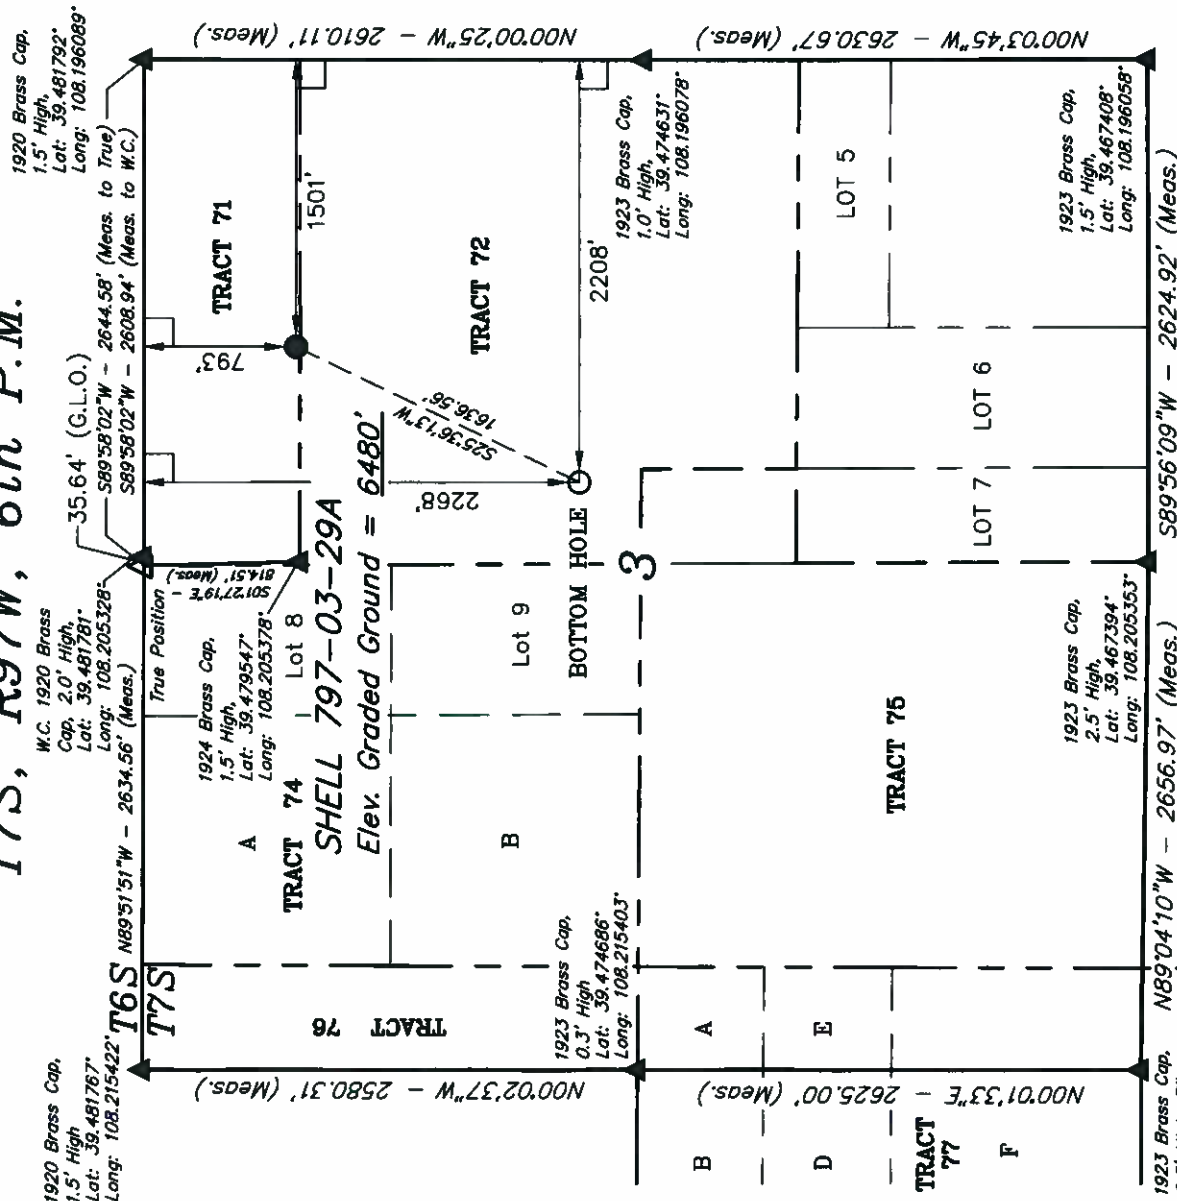 T7S, R97W, 6th P.M.
1920 Brass Cap,
1.5' High,
Lat: 39.481792°
Long: 108.196089°
35.64' (G.L.O.)
S89°58'02"W - 2644.58' (Meas. to True)
S89°58'02"W - 2608.94' (Meas. to W.C.)
W.C. 1920 Brass
Cap, 2.0' High,
Lat: 39.481781°
Long: 108.205328°
N89°51'51"W - 2634.56' (Meas.)
True Position
1920 Brass Cap,
1.5' High
Lat: 39.481767°
Long: 108.215422°
T6S
T7S
N00°00'25"W - 2610.11' (Meas.)
N00°03'45"W - 2630.67' (Meas.)
TRACT 71
1501'
793'
S01°27'19"E -
814.51' (Meas.)
1924 Brass Cap,
1.5' High,
Lat: 39.479547°
Long: 108.205378°
Lot 8
SHELL 797-03-29A
Elev. Graded Ground = 6480'
S25°36'13"W
1636.56'
2268'
TRACT 72
2208'
1923 Brass Cap,
1.0' High,
Lat: 39.474631°
Long: 108.196078°
BOTTOM HOLE
Lot 9
3
A
TRACT 74
B
TRACT 76
1923 Brass Cap,
0.3' High
Lat: 39.474686°
Long: 108.215403°
N00°02'37"W - 2580.31' (Meas.)
N00°01'33"E - 2625.00' (Meas.)
LOT 5
LOT 6
LOT 7
1923 Brass Cap,
1.5' High,
Lat: 39.467408°
Long: 108.196058°
TRACT 75
1923 Brass Cap,
2.5' High,
Lat: 39.467394°
Long: 108.205353°
A
E
B
D
TRACT
77
F
S89°56'09"W - 2624.92' (Meas.)
N89°04'10"W - 2656.97' (Meas.)
1923 Brass Cap,